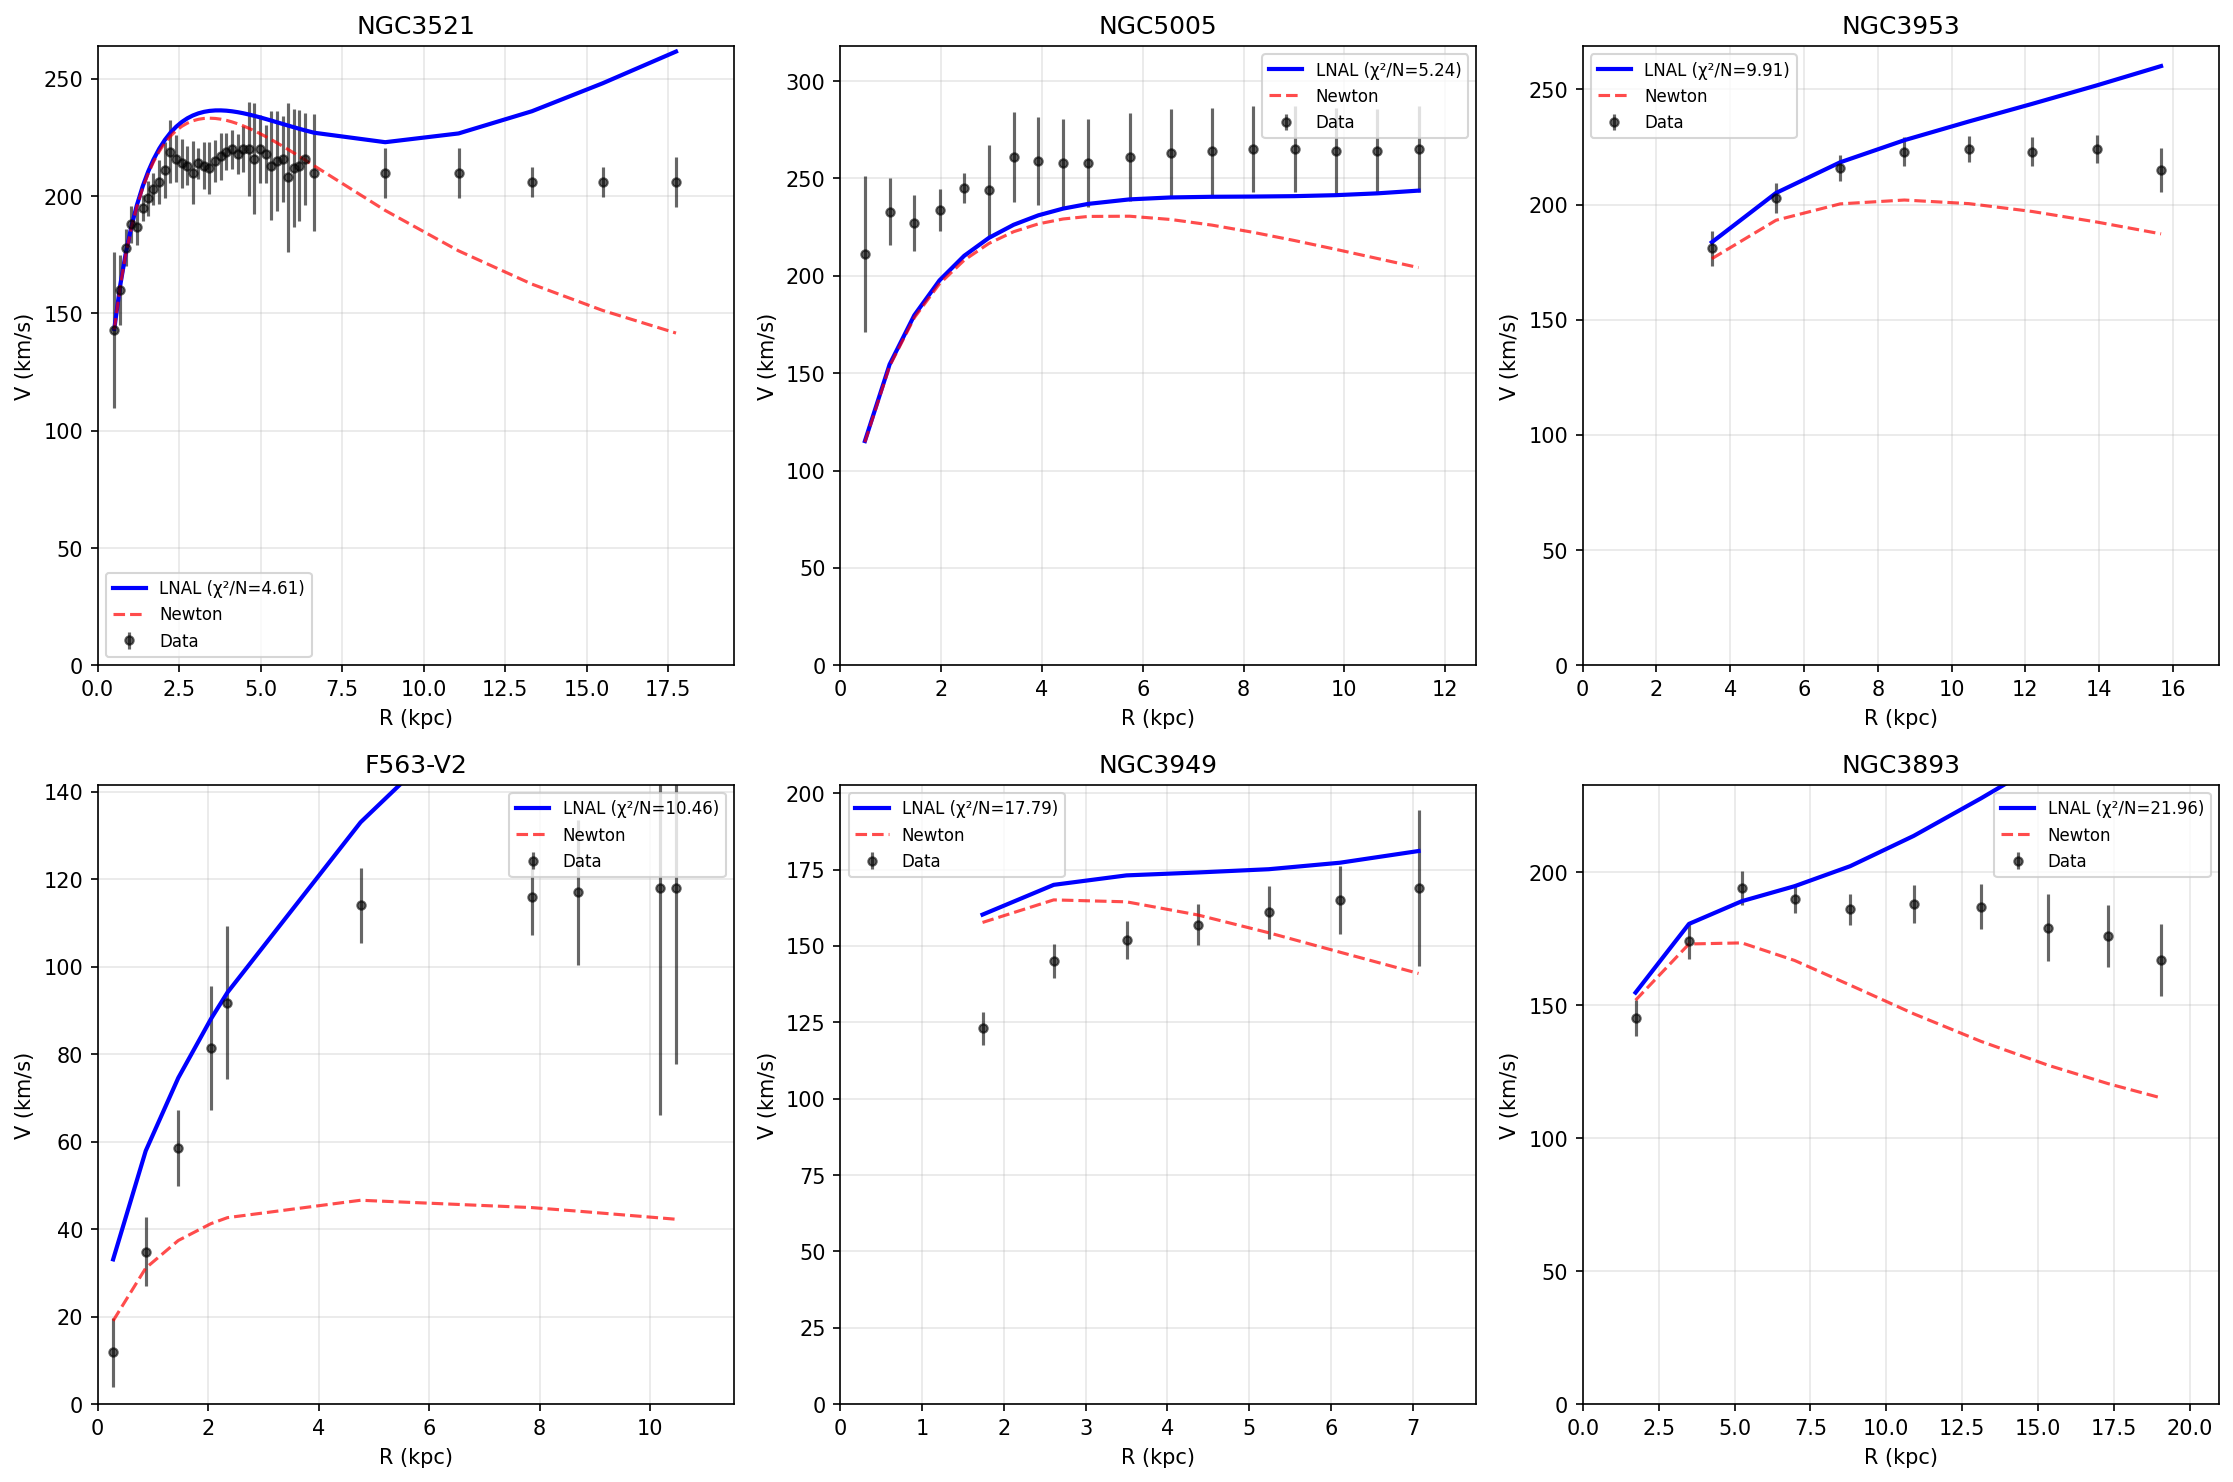 NGC3521
250
200
150
100
50
0
V (km/s)
LNAL (χ²/N=4.61)
Newton
Data
0.0 2.5 5.0 7.5 10.0 12.5 15.0 17.5
R (kpc)
NGC5005
300
250
200
150
100
50
0
V (km/s)
LNAL (χ²/N=5.24)
Newton
Data
0 2 4 6 8 10 12
R (kpc)
NGC3953
250
200
150
100
50
0
V (km/s)
LNAL (χ²/N=9.91)
Newton
Data
0 2 4 6 8 10 12 14 16
R (kpc)
F563-V2
140
120
100
80
60
40
20
0
V (km/s)
LNAL (χ²/N=10.46)
Newton
Data
0 2 4 6 8 10
R (kpc)
NGC3949
200
175
150
125
100
75
50
25
0
V (km/s)
LNAL (χ²/N=17.79)
Newton
Data
0 1 2 3 4 5 6 7
R (kpc)
NGC3893
200
150
100
50
0
V (km/s)
LNAL (χ²/N=21.96)
Newton
Data
0.0 2.5 5.0 7.5 10.0 12.5 15.0 17.5 20.0
R (kpc)